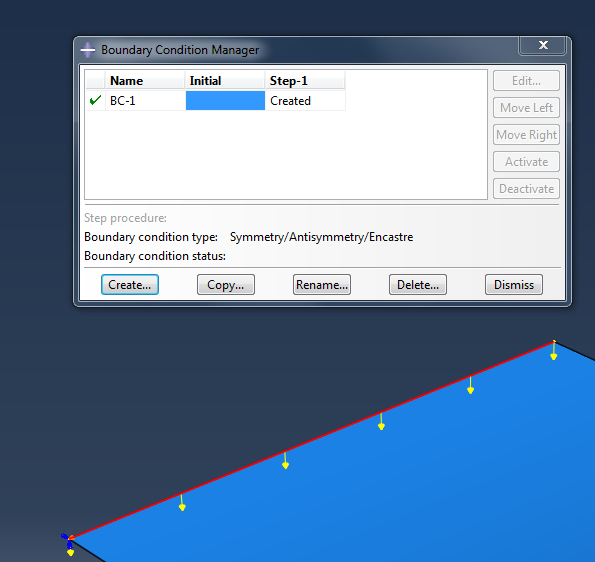 Boundary Condition Manager
Name Initial Step-1
BC-1 Created
Edit...
Move Left
Move Right
Activate
Deactivate
Step procedure:
Boundary condition type: Symmetry/Antisymmetry/Encastre
Boundary condition status:
Create... Copy... Rename... Delete... Dismiss